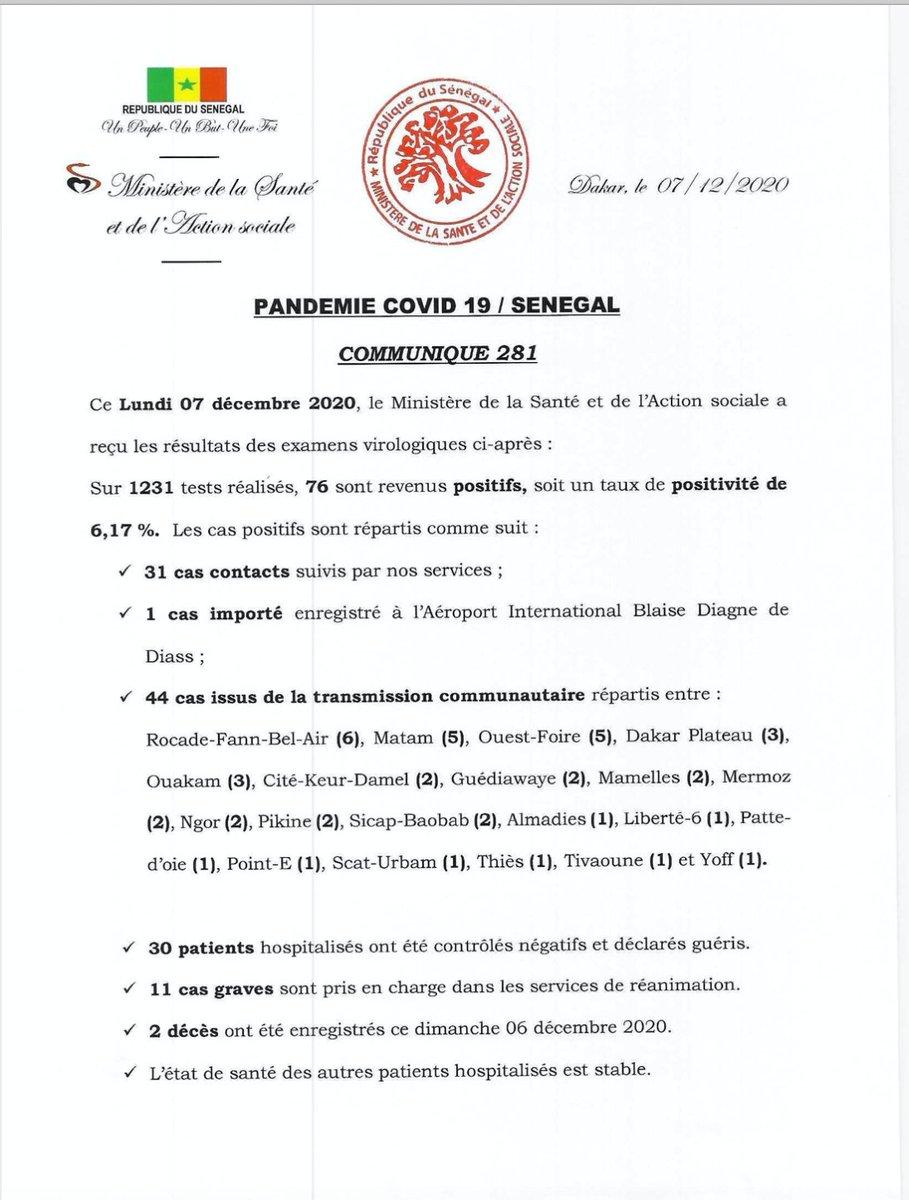 REPUBLIQUE DU SENEGAL
Un Peuple-Un But-Une Foi
Ministère de la Santé
et de l'Action sociale
★ République du Sénégal ★
MINISTERE DE LA SANTE ET DE L'ACTION SOCIALE
Dakar, le 07/12/2020
PANDEMIE COVID 19 / SENEGAL
COMMUNIQUE 281
Ce Lundi 07 décembre 2020, le Ministère de la Santé et de l'Action sociale a
reçu les résultats des examens virologiques ci-après :
Sur 1231 tests réalisés, 76 sont revenus positifs, soit un taux de positivité de
6,17 %. Les cas positifs sont répartis comme suit :
✓ 31 cas contacts suivis par nos services ;
✓ 1 cas importé enregistré à l'Aéroport International Blaise Diagne de
Diass ;
✓ 44 cas issus de la transmission communautaire répartis entre :
Rocade-Fann-Bel-Air (6), Matam (5), Ouest-Foire (5), Dakar Plateau (3),
Ouakam (3), Cité-Keur-Damel (2), Guédiawaye (2), Mamelles (2), Mermoz
(2), Ngor (2), Pikine (2), Sicap-Baobab (2), Almadies (1), Liberté-6 (1), Patte-
d'oie (1), Point-E (1), Scat-Urbam (1), Thiès (1), Tivaoune (1) et Yoff (1).
✓ 30 patients hospitalisés ont été contrôlés négatifs et déclarés guéris.
✓ 11 cas graves sont pris en charge dans les services de réanimation.
✓ 2 décès ont été enregistrés ce dimanche 06 décembre 2020.
✓ L'état de santé des autres patients hospitalisés est stable.